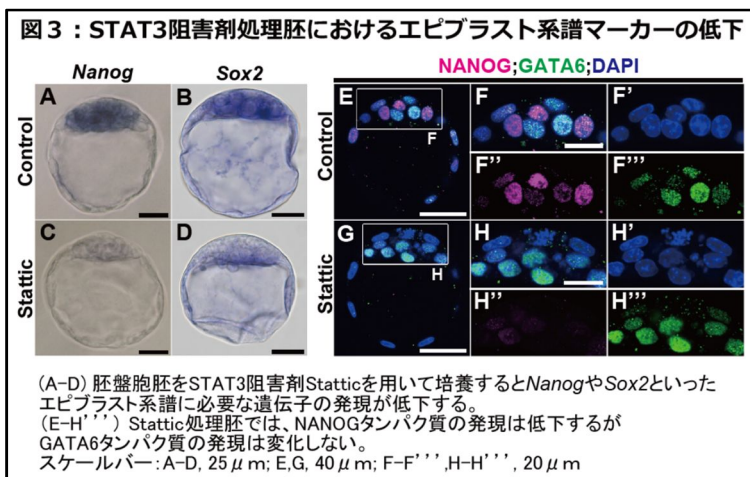 図3：STAT3阻害剤処理胚におけるエピブラスト系譜マーカーの低下
Nanog Sox2
NANOG;GATA6;DAPI
Control
A B E F F F'
F'' F'''
Stattic
C D G H H H'
H'' H'''
(A-D) 胚盤胞胚をSTAT3阻害剤Statticを用いて培養するとNanogやSox2といった
エピブラスト系譜に必要な遺伝子の発現が低下する。
(E-H''') Stattic処理胚では、NANOGタンパク質の発現は低下するが
GATA6タンパク質の発現は変化しない。
スケールバー：A-D, 25μm; E,G, 40μm; F-F''',H-H''', 20μm
Control
Stattic